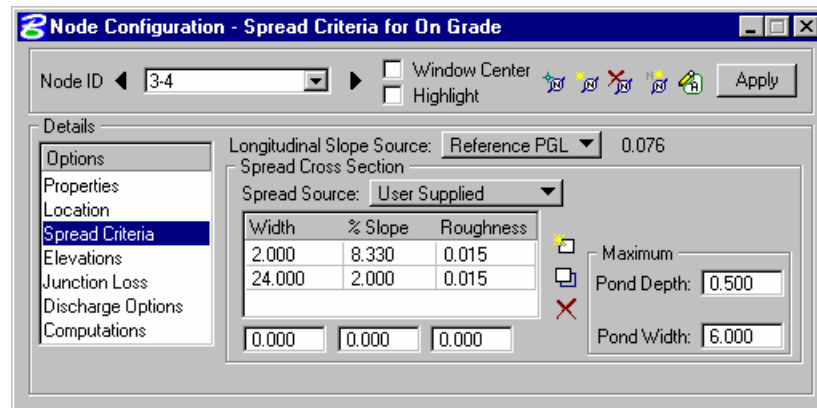 Node Configuration - Spread Criteria for On Grade
Node ID 3-4 Window Center Apply
Highlight
Details
Options
Properties
Location
Spread Criteria
Elevations
Junction Loss
Discharge Options
Computations
Longitudinal Slope Source: Reference PGL 0.076
Spread Cross Section
Spread Source: User Supplied
Width % Slope Roughness
2.000 8.330 0.015
24.000 2.000 0.015
0.000 0.000 0.000
Maximum
Pond Depth: 0.500
Pond Width: 6.000